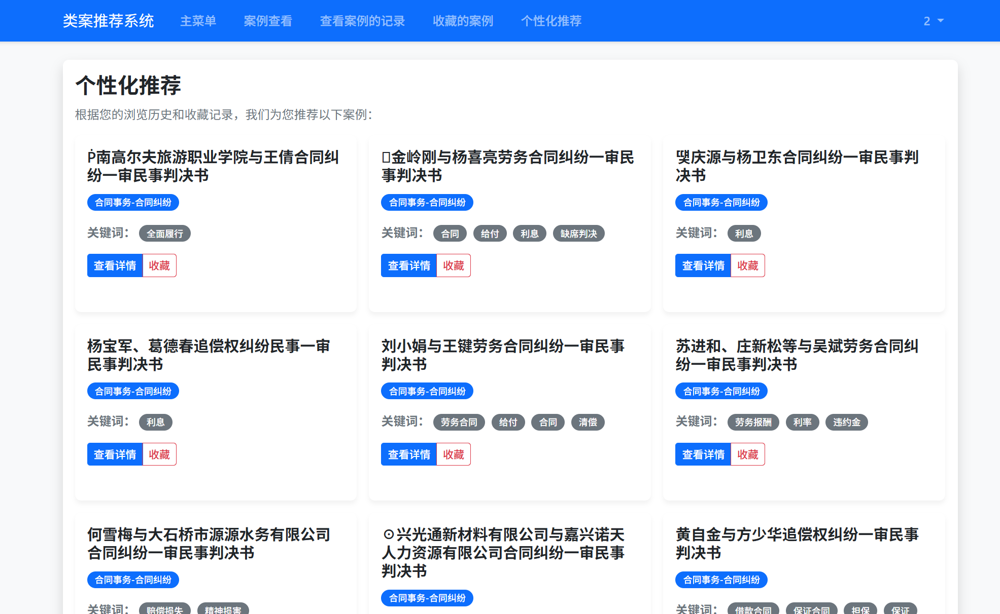 类案推荐系统 主菜单 案例查看 查看案例的记录 收藏的案例 个性化推荐 2
个性化推荐
根据您的浏览历史和收藏记录，我们为您推荐以下案例：
Ṗ南高尔夫旅游职业学院与王倩合同纠
纷一审民事判决书
合同事务-合同纠纷
关键词： 全面履行
查看详情 收藏
金岭刚与杨喜亮劳务合同纠纷一审民
事判决书
合同事务-合同纠纷
关键词： 合同 给付 利息 缺席判决
查看详情 收藏
庆源与杨卫东合同纠纷一审民事判
决书
合同事务-合同纠纷
关键词： 利息
查看详情 收藏
杨宝军、葛德春追偿权纠纷民事一审
民事判决书
合同事务-合同纠纷
关键词： 利息
查看详情 收藏
刘小娟与王键劳务合同纠纷一审民事
判决书
合同事务-合同纠纷
关键词： 劳务合同 给付 合同 清偿
查看详情 收藏
苏进和、庄新松等与吴斌劳务合同纠
纷一审民事判决书
合同事务-合同纠纷
关键词： 劳务报酬 利率 违约金
查看详情 收藏
何雪梅与大石桥市源源水务有限公司
合同纠纷一审民事判决书
合同事务-合同纠纷
关键词： 赔偿损失 精神损害
⊙兴光通新材料有限公司与嘉兴诺天
人力资源有限公司合同纠纷一审民事
判决书
合同事务-合同纠纷
黄自金与方少华追偿权纠纷一审民事
判决书
合同事务-合同纠纷
关键词： 借款合同 保证合同 担保 保证